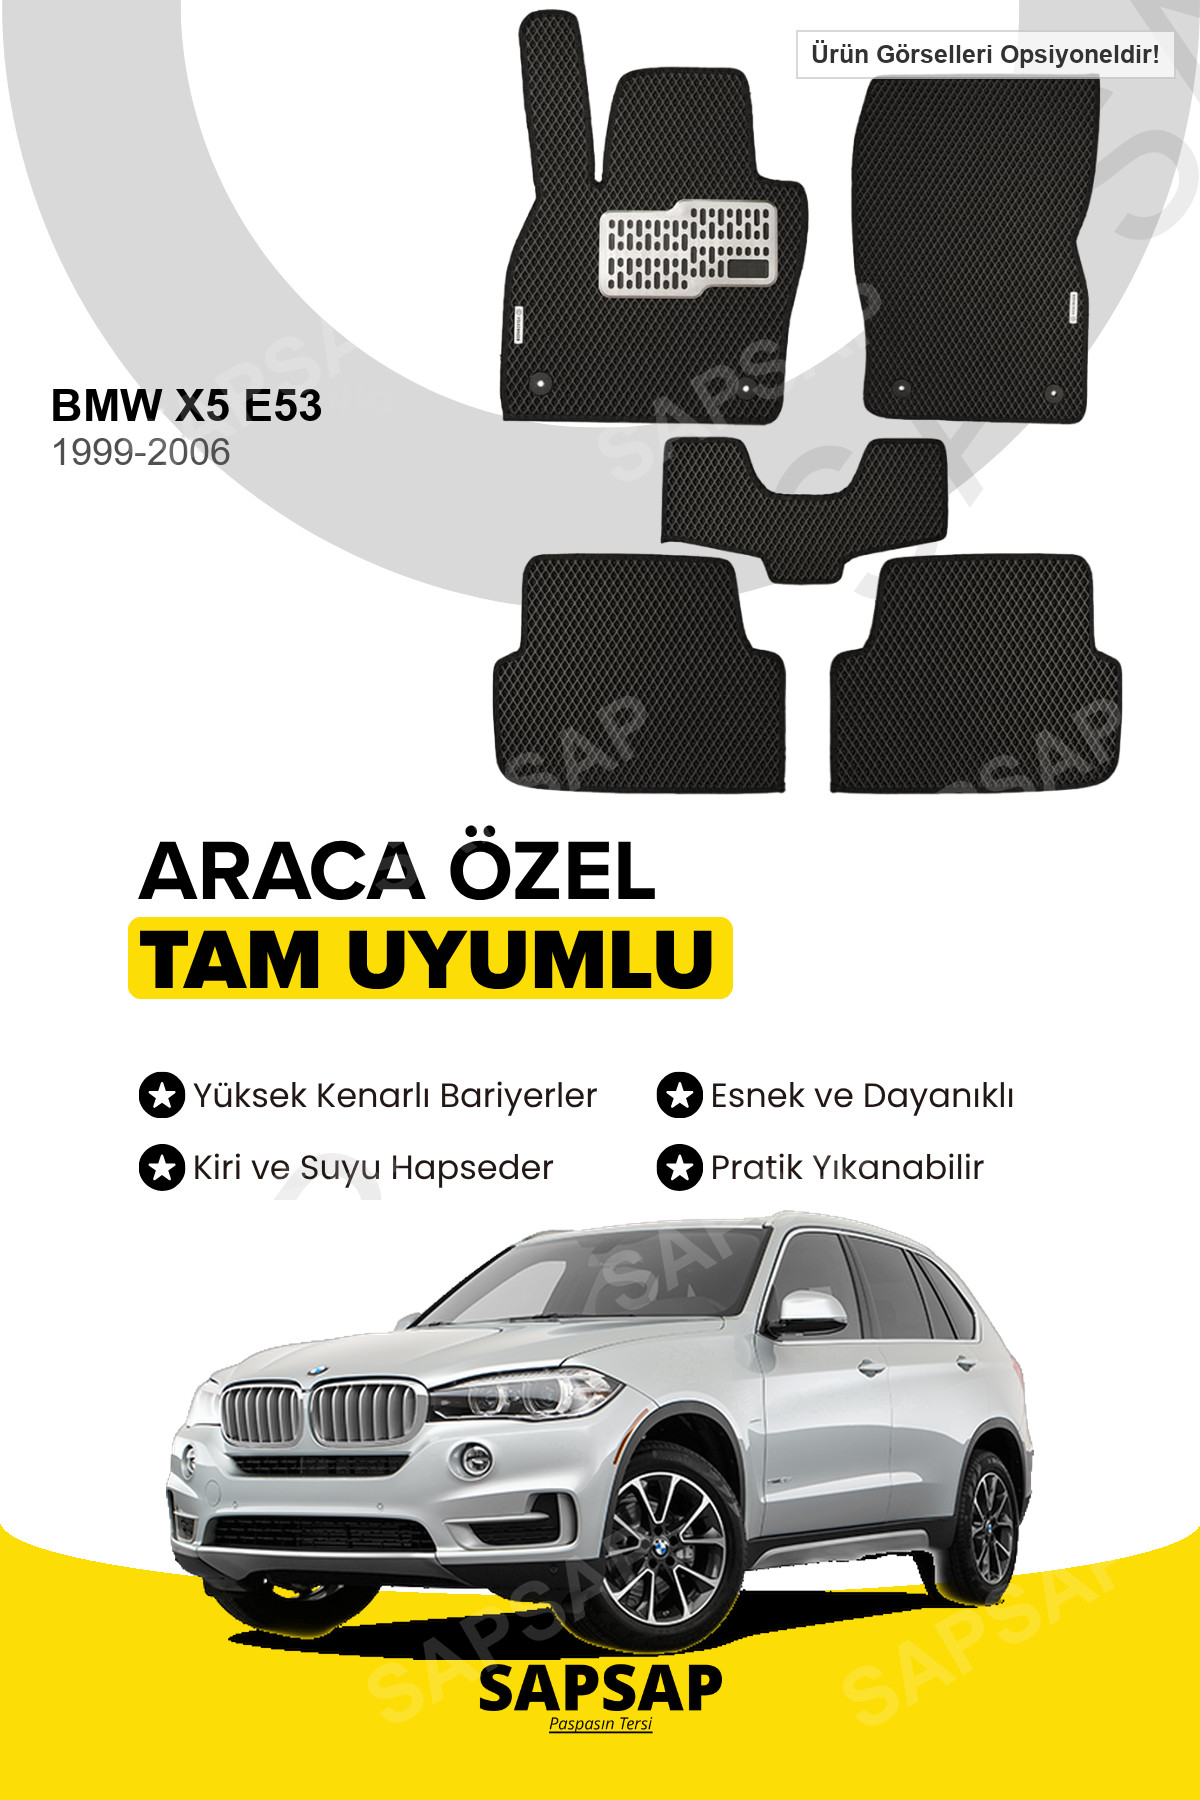 Ürün Görselleri Opsiyoneldir!
BMW X5 E53
1999-2006
ARACA ÖZEL
TAM UYUMLU
Yüksek Kenarlı Bariyerler
Esnek ve Dayanıklı
Kiri ve Suyu Hapseder
Pratik Yıkanabilir
SAPSAP
Paspasın Tersi